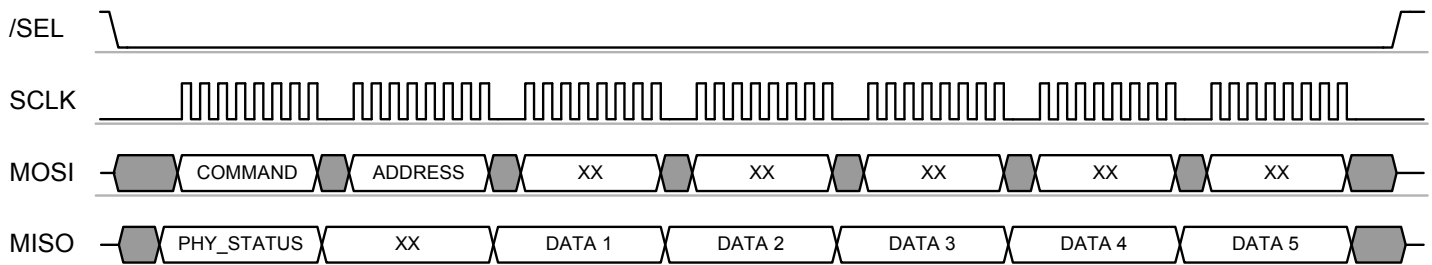 /SEL
SCLK
MOSI COMMAND ADDRESS XX XX XX XX XX
MISO PHY_STATUS XX DATA 1 DATA 2 DATA 3 DATA 4 DATA 5